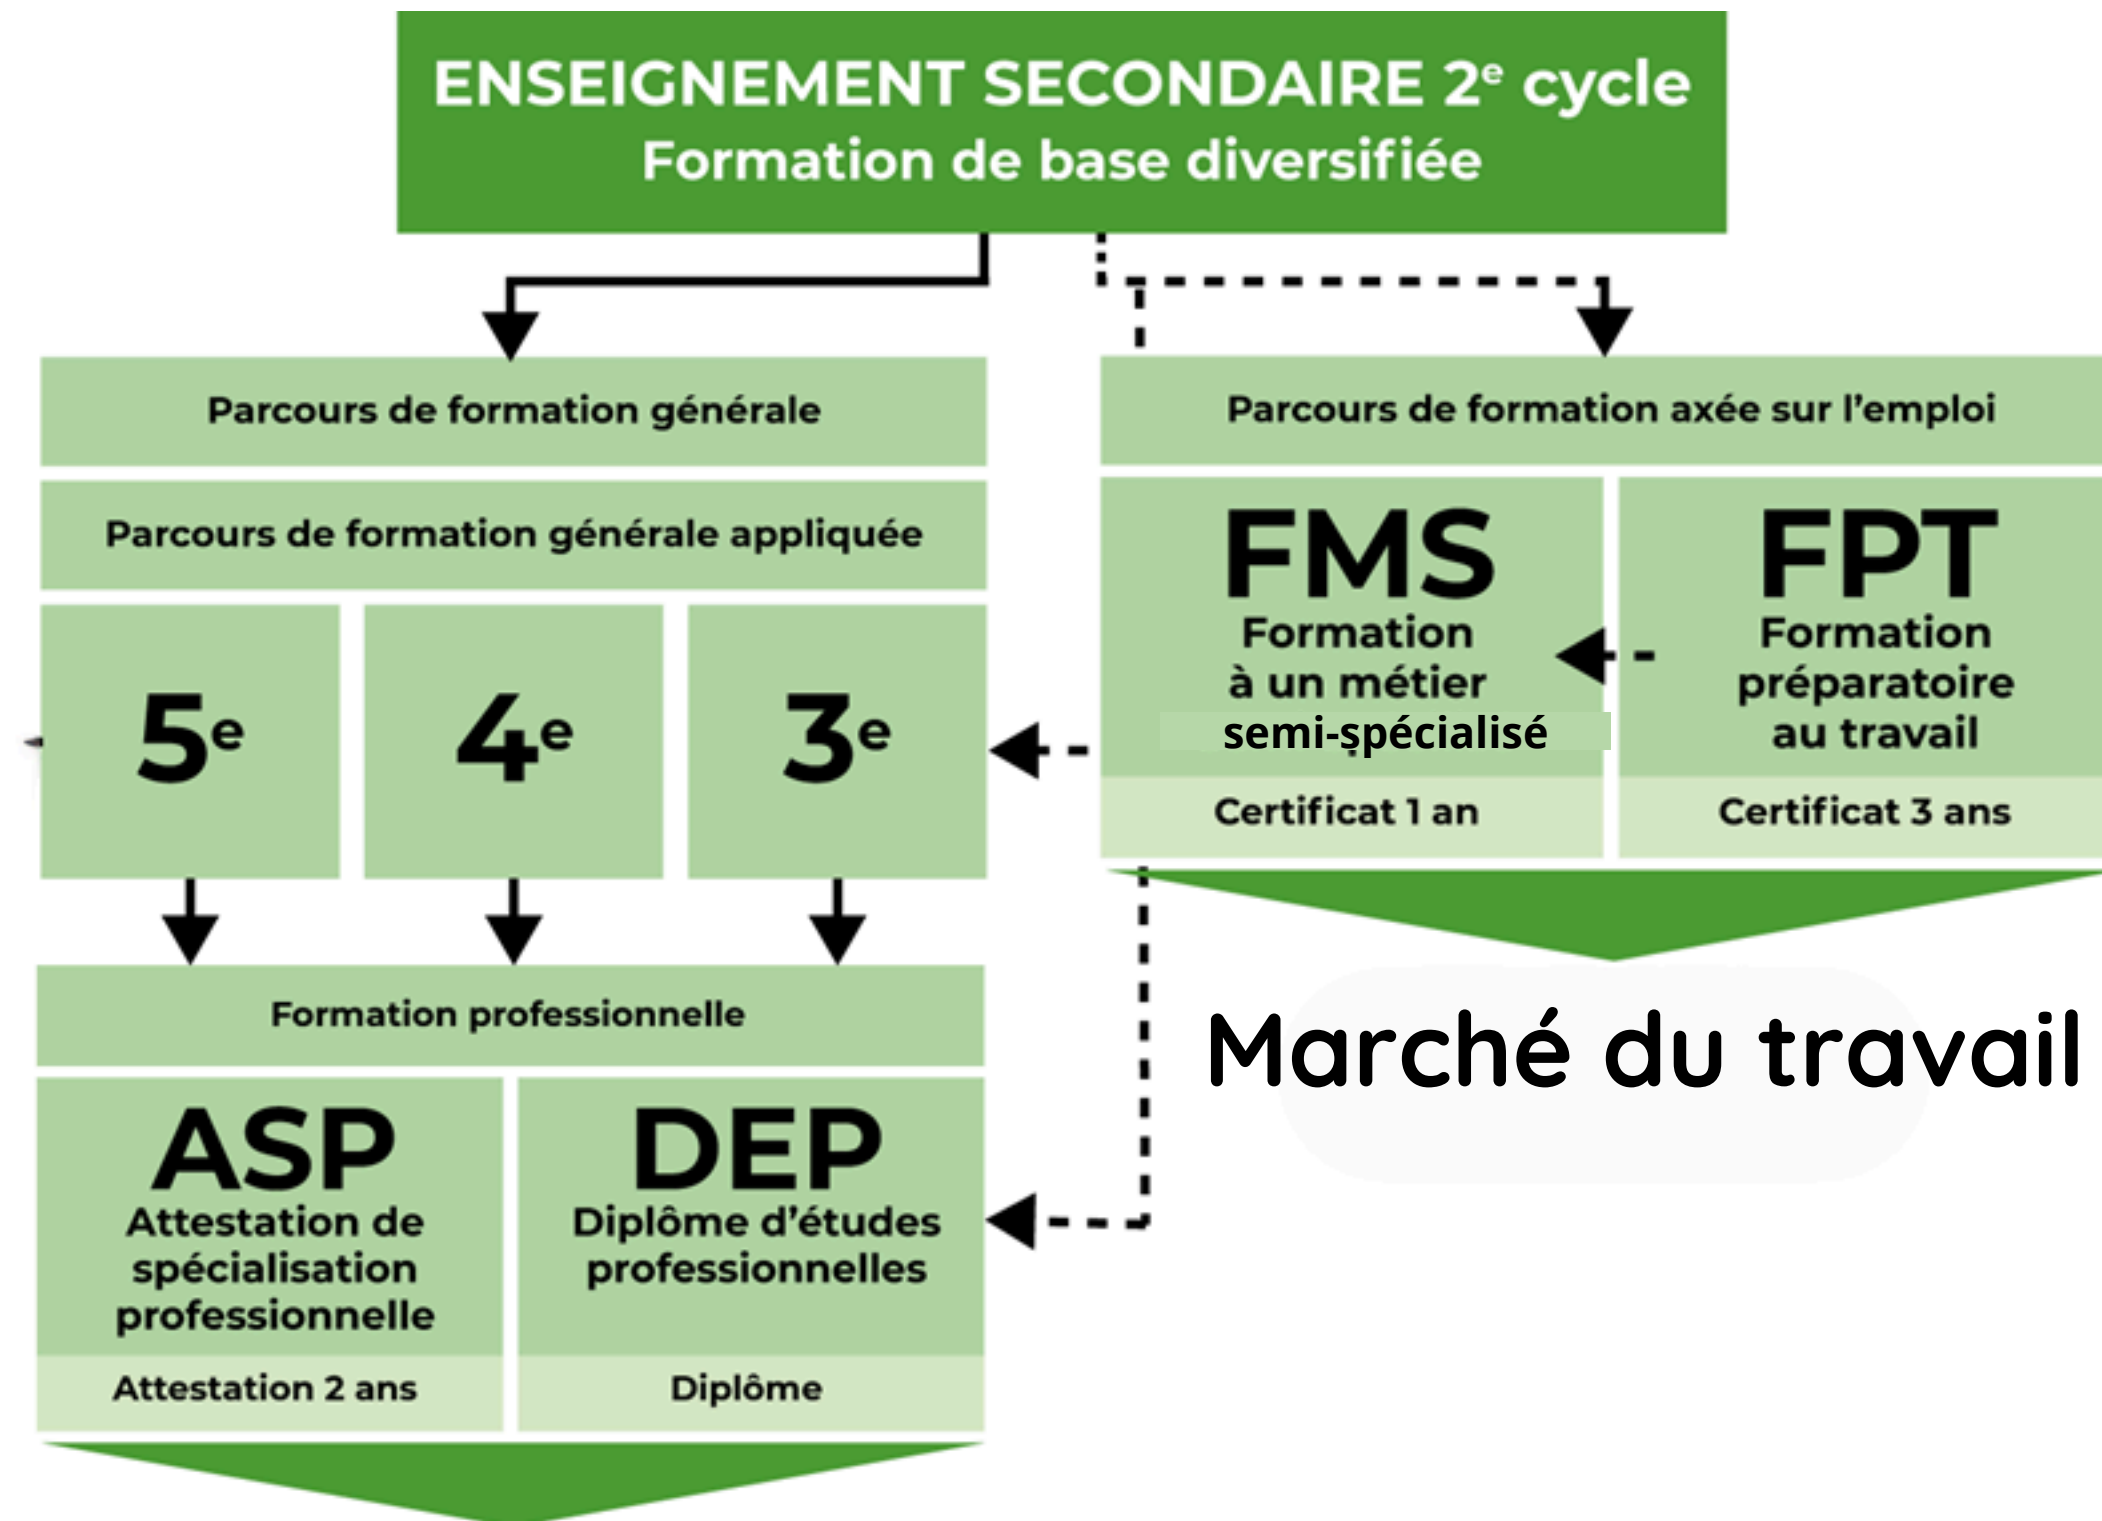 ENSEIGNEMENT SECONDAIRE 2e cycle
Formation de base diversifiée
Parcours de formation générale
Parcours de formation générale appliquée
5e
4e
3e
Parcours de formation axée sur l'emploi
FMS
Formation
à un métier
semi-spécialisé
Certificat 1 an
FPT
Formation
préparatoire
au travail
Certificat 3 ans
Formation professionnelle
ASP
Attestation de
spécialisation
professionnelle
Attestation 2 ans
DEP
Diplôme d'études
professionnelles
Diplôme
Marché du travail